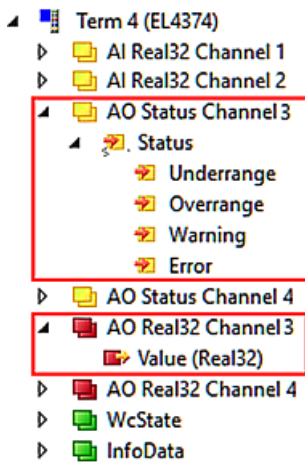 Term 4 (EL4374)
AI Real32 Channel 1
AI Real32 Channel 2
AO Status Channel 3
Status
Underrange
Overrange
Warning
Error
AO Status Channel 4
AO Real32 Channel 3
Value (Real32)
AO Real32 Channel 4
WcState
InfoData